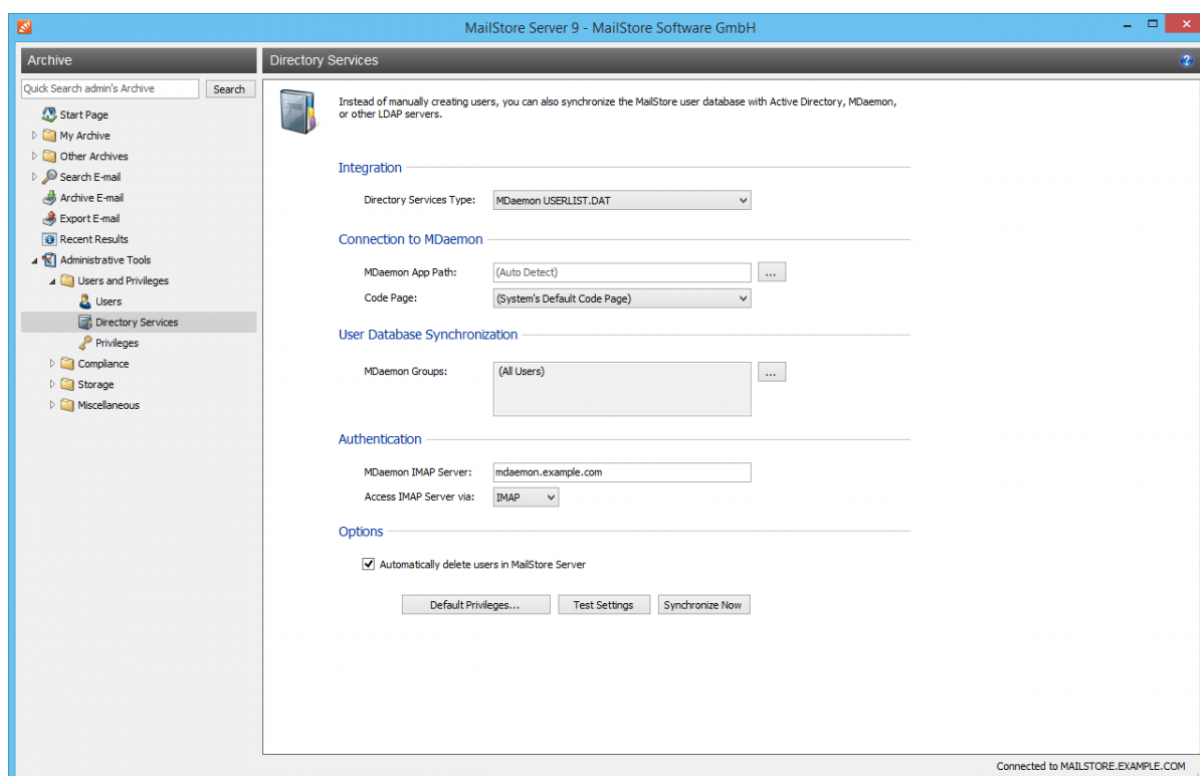 MailStore Server 9 - MailStore Software GmbH
Archive
Quick Search admin's Archive
Search
Start Page
My Archive
Other Archives
Search E-mail
Archive E-mail
Export E-mail
Recent Results
Administrative Tools
Users and Privileges
Users
Directory Services
Privileges
Compliance
Storage
Miscellaneous
Directory Services
Instead of manually creating users, you can also synchronize the MailStore user database with Active Directory, MDaemon,
or other LDAP servers.
Integration
Directory Services Type: MDaemon USERLIST.DAT
Connection to MDaemon
MDaemon App Path: (Auto Detect) ...
Code Page: (System's Default Code Page)
User Database Synchronization
MDaemon Groups: (All Users) ...
Authentication
MDaemon IMAP Server: mdaemon.example.com
Access IMAP Server via: IMAP
Options
Automatically delete users in MailStore Server
Default Privileges... Test Settings Synchronize Now
Connected to MAILSTORE.EXAMPLE.COM